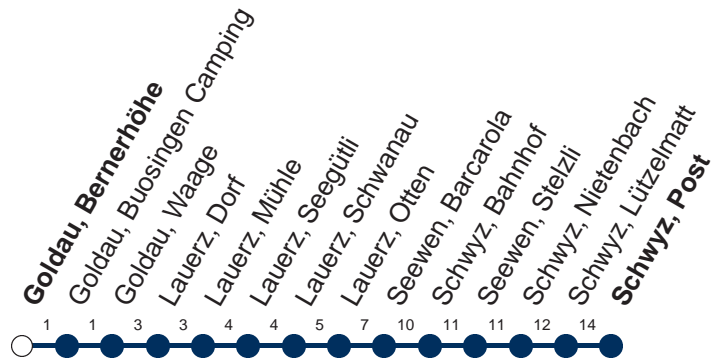 Goldau, Bernerhöhe
Goldau, Buosingen Camping
Goldau, Waage
Lauerz, Dorf
Lauerz, Mühle
Lauerz, Seegütli
Lauerz, Schwanau
Lauerz, Otten
Seewen, Barcarola
Schwyz, Bahnhof
Seewen, Stelzli
Schwyz, Nietenbach
Schwyz, Lützelmatt
Schwyz, Post
1 1 3 3 4 4 5 7 10 11 11 12 14